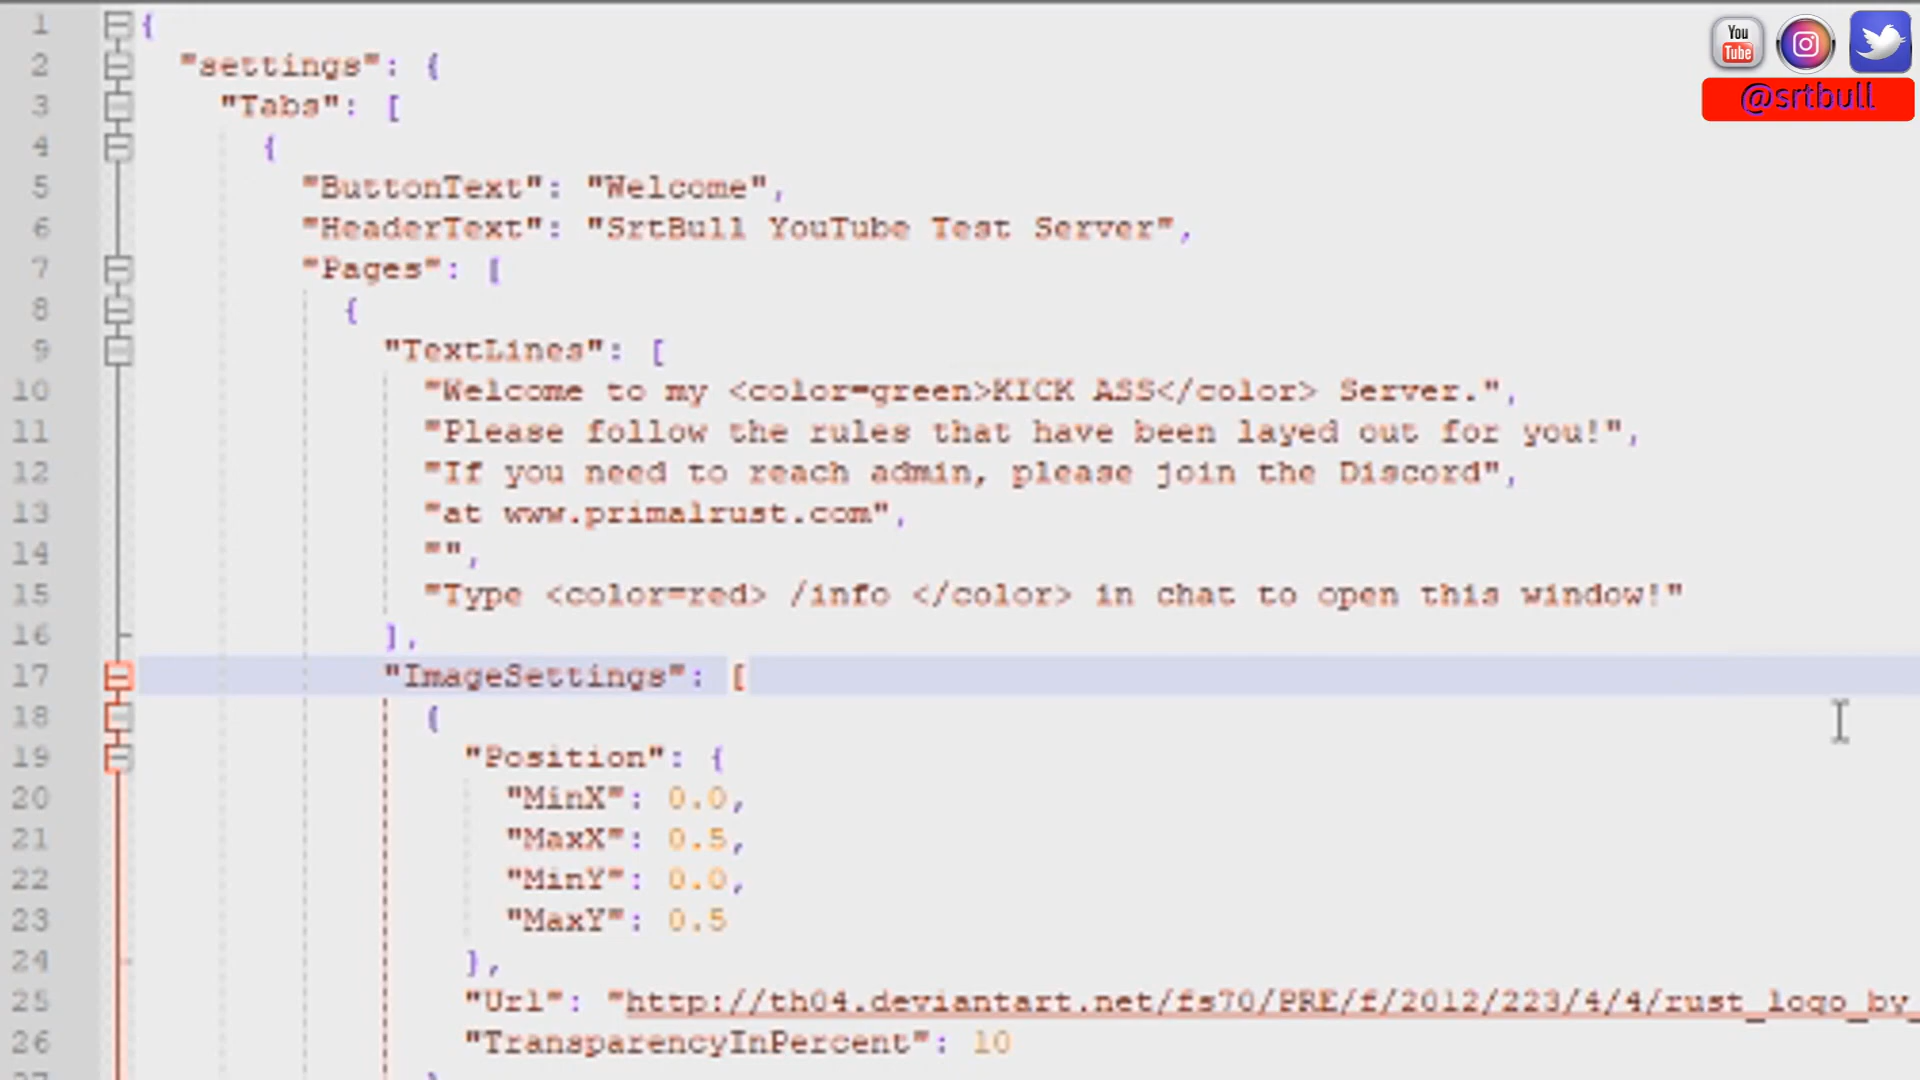 You
Tube
@srtbull
1 {
2 "settings": {
3 "Tabs": [
4 {
5 "ButtonText": "Welcome",
6 "HeaderText": "SrtBull YouTube Test Server",
7 "Pages": [
8 {
9 "TextLines": [
10 "Welcome to my <color=green>KICK ASS</color> Server.",
11 "Please follow the rules that have been layed out for you!",
12 "If you need to reach admin, please join the Discord",
13 "at www.primalrust.com",
14 "",
15 "Type <color=red> /info </color> in chat to open this window!"
16 ],
17 "ImageSettings": [
18 {
19 "Position": {
20 "MinX": 0.0,
21 "MaxX": 0.5,
22 "MinY": 0.0,
23 "MaxY": 0.5
24 },
25 "Url": "http://th04.deviantart.net/fs70/PRE/f/2012/223/4/4/rust_logo_by_
26 "TransparencyInPercent": 10